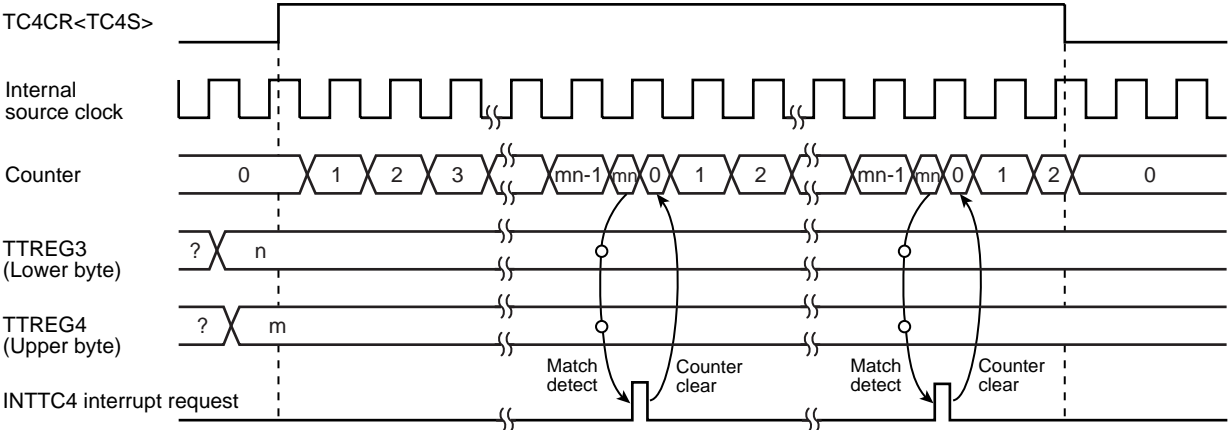 TC4CR<TC4S>
Internal
source clock
Counter
0 1 2 3 mn-1 mn 0 1 2 mn-1 mn 0 1 2 0
TTREG3
(Lower byte)
? n
TTREG4
(Upper byte)
? m
Match
detect
Counter
clear
Match
detect
Counter
clear
INTTC4 interrupt request